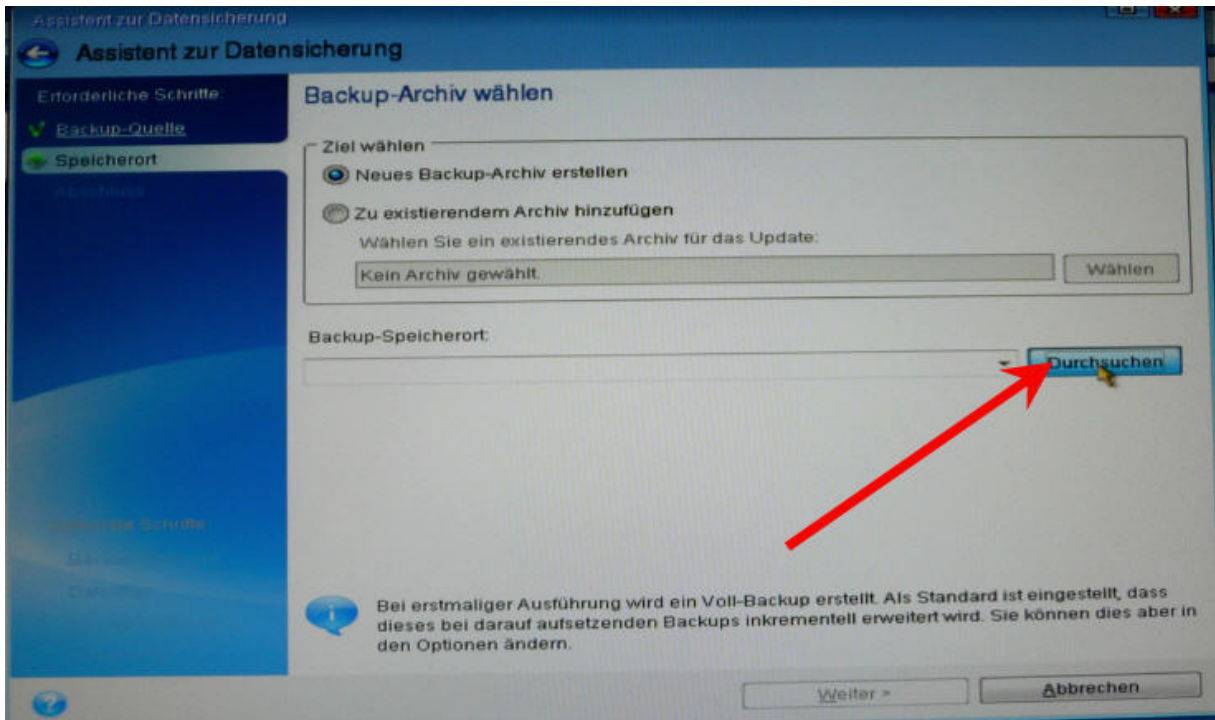 Assistent zur Datensicherung
Assistent zur Datensicherung
Erforderliche Schritte:
Backup-Quelle
Speicherort
Abschluss
Backup-Archiv wählen
Ziel wählen
Neues Backup-Archiv erstellen
Zu existierendem Archiv hinzufügen
Wählen Sie ein existierendes Archiv für das Update:
Kein Archiv gewählt.
Wählen
Backup-Speicherort:
Durchsuchen
Schritte
Bei erstmaliger Ausführung wird ein Voll-Backup erstellt. Als Standard ist eingestellt, dass
dieses bei darauf aufsetzenden Backups inkrementell erweitert wird. Sie können dies aber in
den Optionen ändern.
Weiter >
Abbrechen